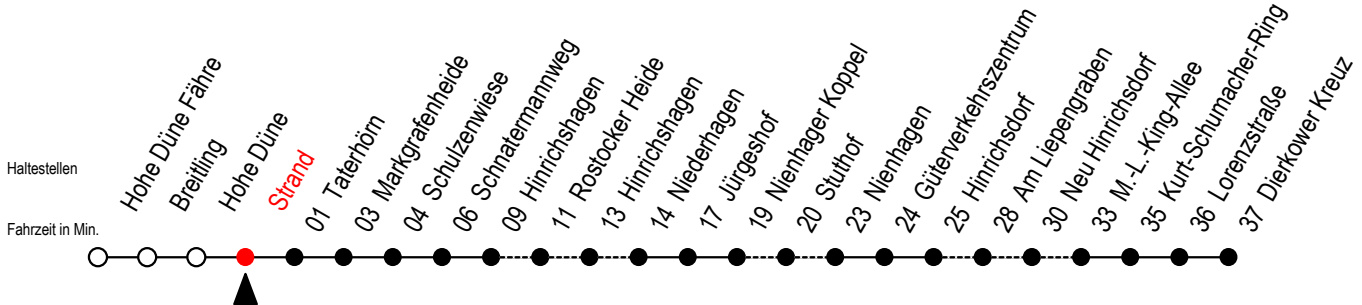 Haltestellen
Fahrzeit in Min.
Hohe Düne Fähre
Breitling
Hohe Düne
Strand
01 Taterhörn
03 Markgrafenheide
04 Schulzenwiese
06 Schnatermannweg
09 Hinrichshagen
11 Rostocker Heide
13 Hinrichshagen
14 Niederhagen
17 Jürgeshof
19 Nienhager Koppel
20 Stuthof
23 Nienhagen
24 Güterverkehrszentrum
25 Hinrichsdorf
28 Am Liepengraben
30 Neu Hinrichsdorf
33 M.-L.-King-Allee
35 Kurt-Schumacher-Ring
36 Lorenzstraße
37 Dierkower Kreuz